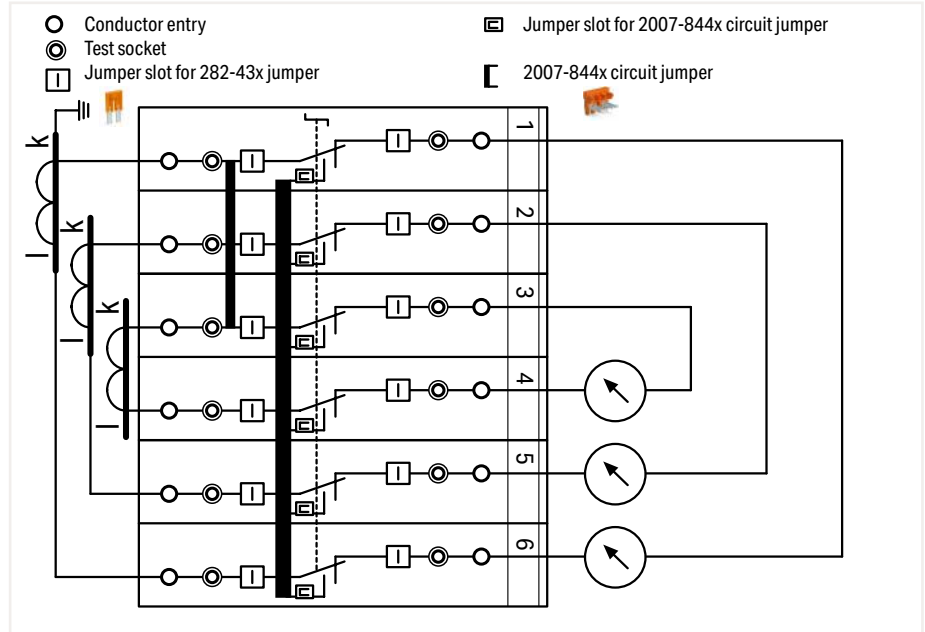 Conductor entry
Test socket
Jumper slot for 282-43x jumper
Jumper slot for 2007-844x circuit jumper
2007-844x circuit jumper
k
l
k
l
k
l
1
2
3
4
5
6